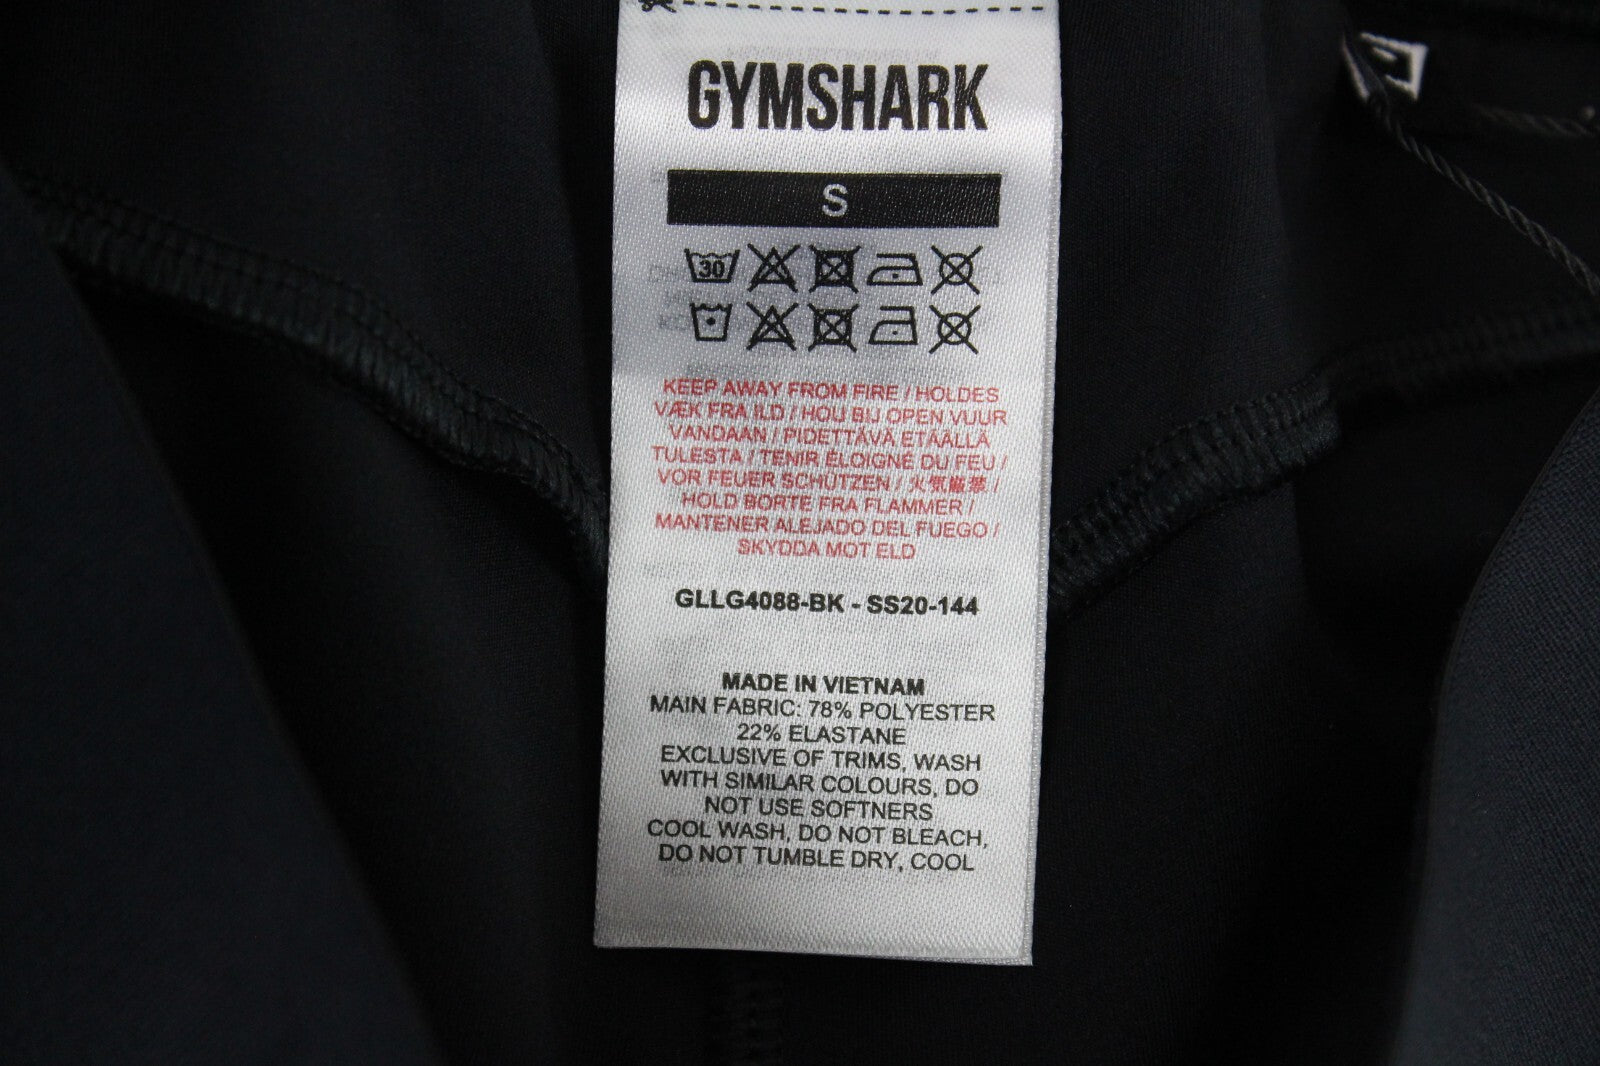 GYMSHARK
S
30
KEEP AWAY FROM FIRE / HOLDES
VÆK FRA ILD / HOU BIJ OPEN VUUR
VANDAAN / PIDETTÄVÄ ETÄÄLLÄ
TULESTA / TENIR ÉLOIGNÉ DU FEU /
VOR FEUER SCHÜTZEN / 火気厳禁 /
HOLD BORTE FRA FLAMMER /
MANTENER ALEJADO DEL FUEGO /
SKYDDA MOT ELD
GLLG4088-BK - SS20-144
MADE IN VIETNAM
MAIN FABRIC: 78% POLYESTER
22% ELASTANE
EXCLUSIVE OF TRIMS, WASH
WITH SIMILAR COLOURS, DO
NOT USE SOFTNERS
COOL WASH, DO NOT BLEACH,
DO NOT TUMBLE DRY, COOL